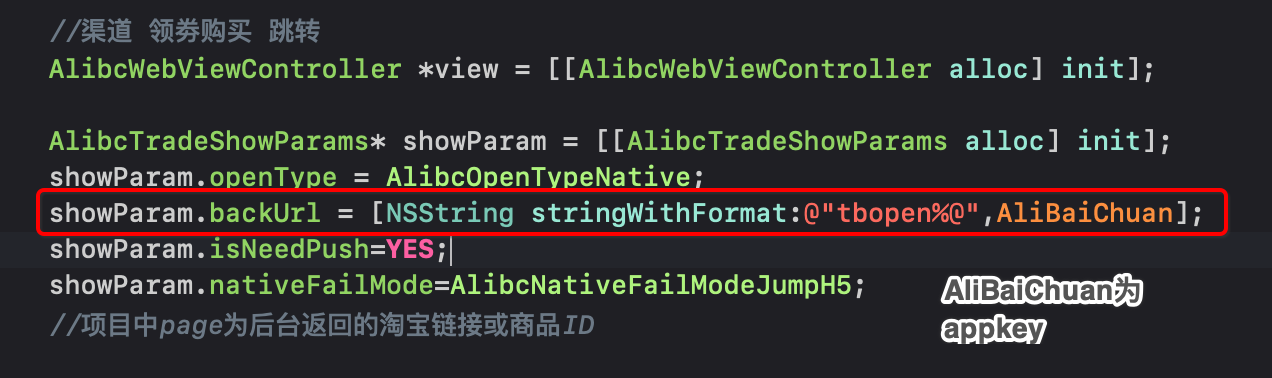 //渠道 领券购买 跳转
AlibcWebViewController *view = [[AlibcWebViewController alloc] init];
AlibcTradeShowParams* showParam = [[AlibcTradeShowParams alloc] init];
showParam.openType = AlibcOpenTypeNative;
showParam.backUrl = [NSString stringWithFormat:@"tbopen%@",AliBaiChuan];
showParam.isNeedPush=YES;
showParam.nativeFailMode=AlibcNativeFailModeJumpH5;
AliBaiChuan为
appkey
//项目中page为后台返回的淘宝链接或商品ID